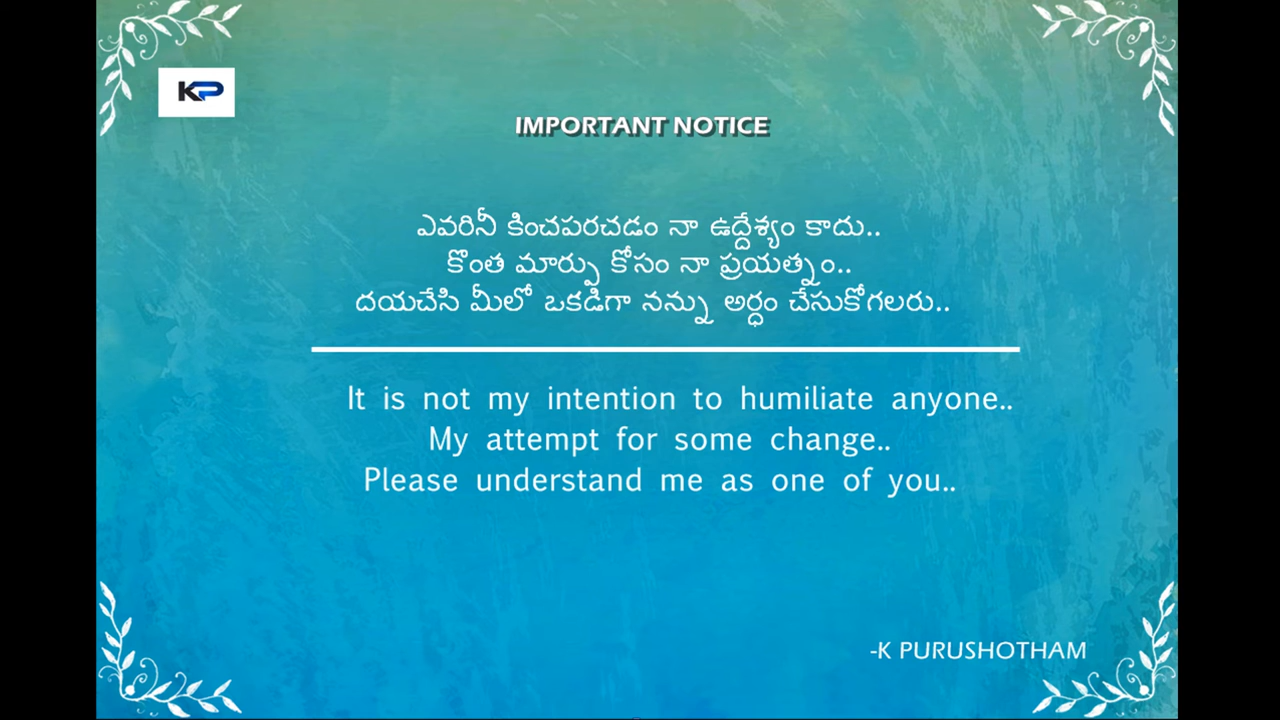 KP
IMPORTANT NOTICE
ఎవరినీ కించపరచడం నా ఉద్దేశ్యం కాదు..
కొంత మార్పు కోసం నా ప్రయత్నం..
దయచేసి మీలో ఒకడిగా నన్ను అర్ధం చేసుకోగలరు..
It is not my intention to humiliate anyone..
My attempt for some change..
Please understand me as one of you..
-K PURUSHOTHAM